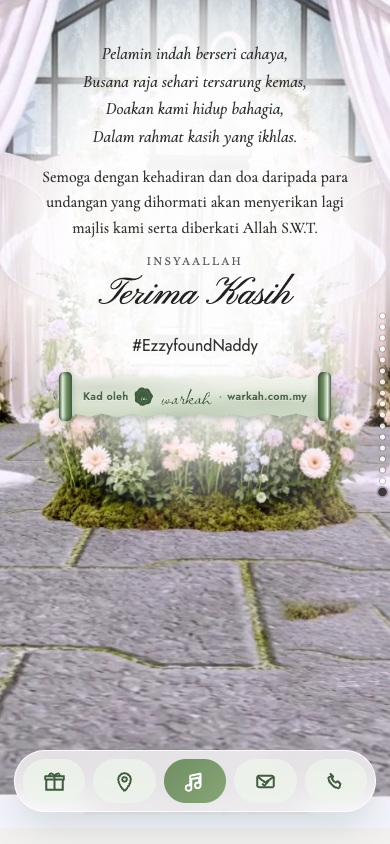 Pelamin indah berseri cahaya,
Busana raja sehari tersarung kemas,
Doakan kami hidup bahagia,
Dalam rahmat kasih yang ikhlas.
Semoga dengan kehadiran dan doa daripada para
undangan yang dihormati akan menyerikan lagi
majlis kami serta diberkati Allah S.W.T.
INSYAALLAH
Terima Kasih
#EzzyfoundNaddy
Kad oleh warkah · warkah.com.my